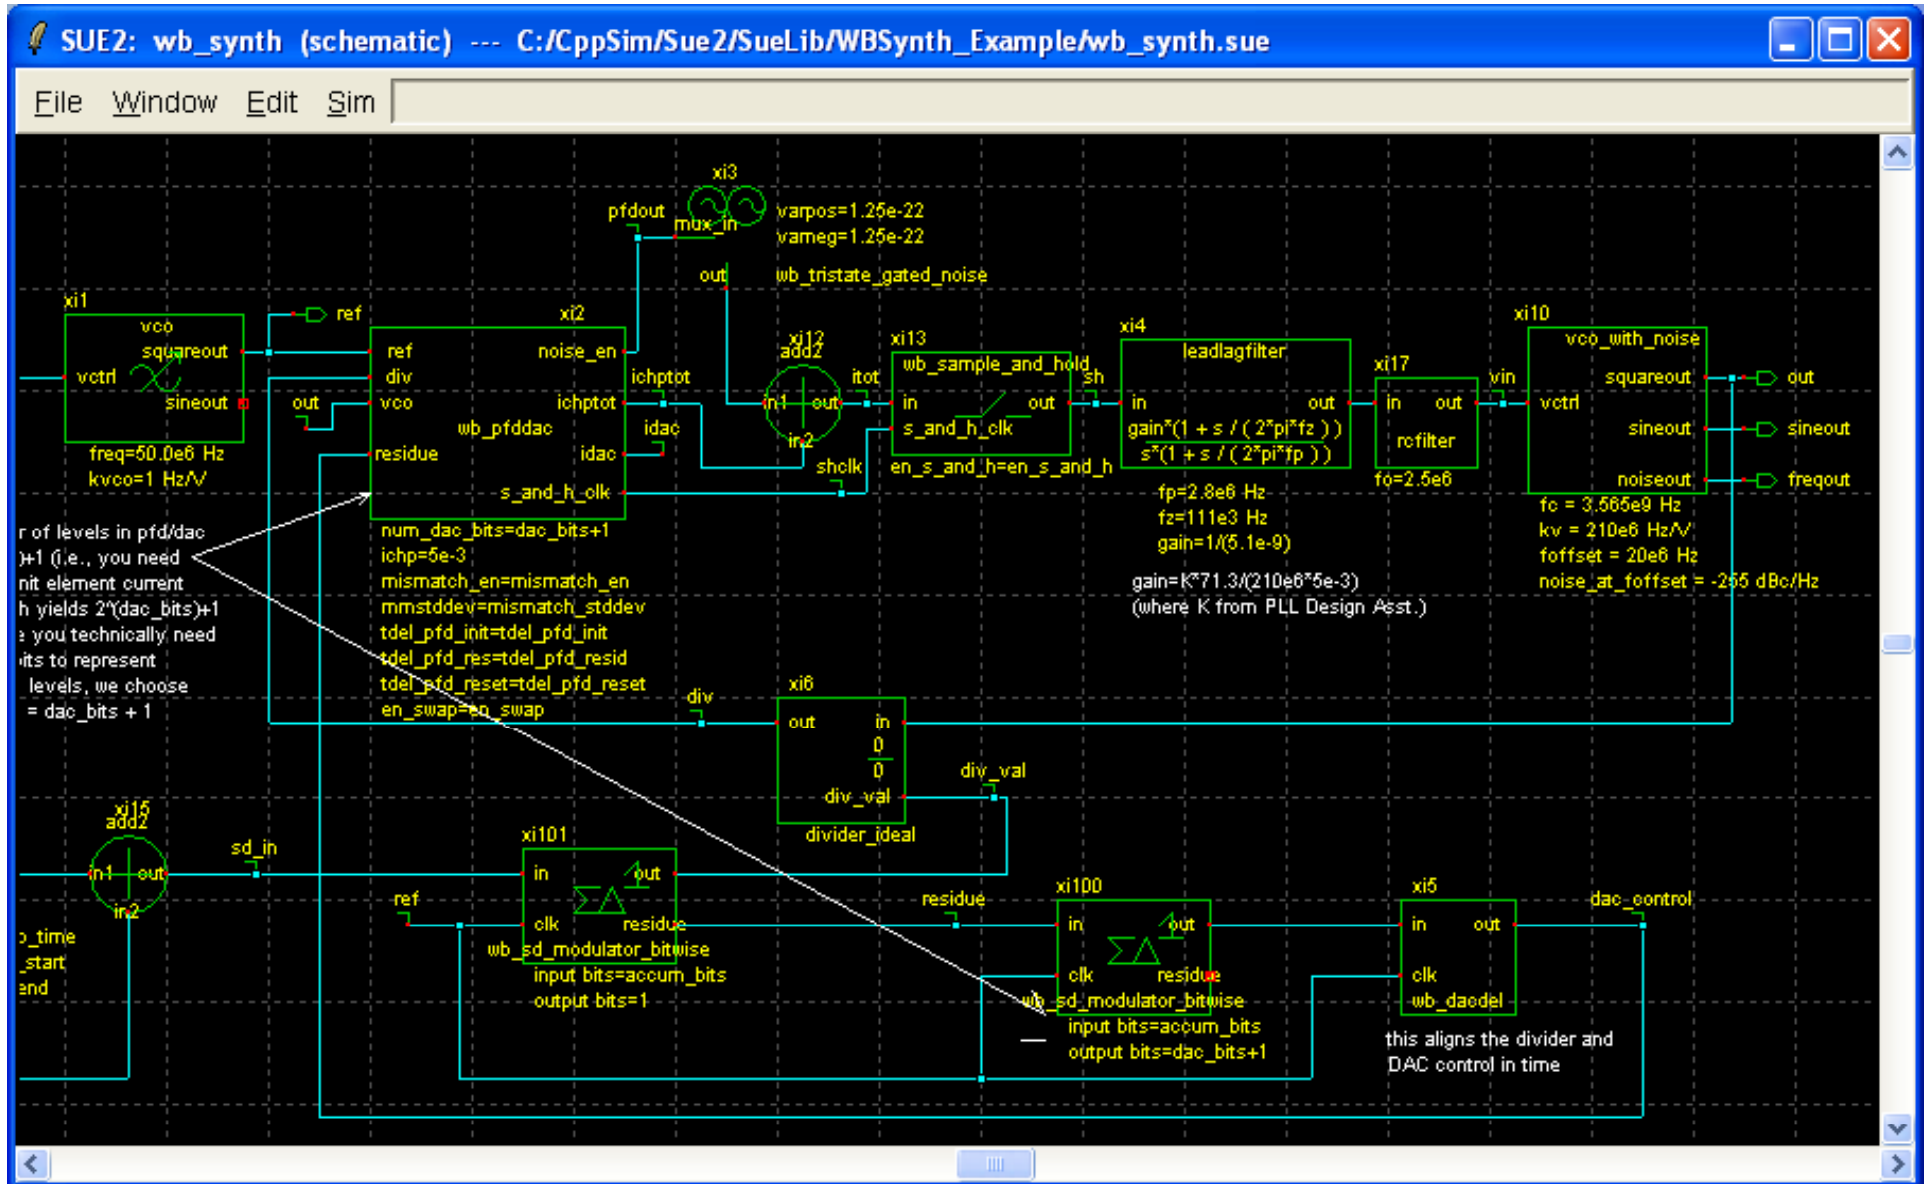 SUE2: wb_synth (schematic) --- C:/CppSim/Sue2/SueLib/WBSynth_Example/wb_synth.sue
File Window Edit Sim
xi3
pfdout
mux_in
varpos=1.25e-22
varneg=1.25e-22
out
wb_tristate_gated_noise
xi1
vco
squareout
vctrl
sineout
freq=50.0e6 Hz
kvco=1 Hz/V
ref
out
xi2
ref
noise_en
div
vco
ichptot
wb_pfddac
residue
idac
s_and_h_clk
num_dac_bits=dac_bits+1
ichp=5e-3
mismatch_en=mismatch_en
mmstddev=mismatch_stddev
tdel_pfd_init=tdel_pfd_init
tdel_pfd_res=tdel_pfd_resid
tdel_pfd_reset=tdel_pfd_reset
en_swap=en_swap
ichptot
idac
shclk
xi12
add2
in1
out
in2
itot
xi13
wb_sample_and_hold
in
out
s_and_h_clk
en_s_and_h=en_s_and_h
sh
xi4
leadlagfilter
in
out
gain*(1 + s / ( 2*pi*fz ))
s*(1 + s / ( 2*pi*fp ))
fp=2.8e6 Hz
fz=111e3 Hz
gain=1/(5.1e-9)
gain=K*71.3/(210e6*5e-3)
(where K from PLL Design Asst.)
xi17
in
out
rcfilter
fo=2.5e6
vin
xi10
vco_with_noise
squareout
vctrl
sineout
noiseout
fc = 3.565e9 Hz
kv = 210e6 Hz/V
foffset = 20e6 Hz
noise_at_foffset = -255 dBc/Hz
out
sineout
freqout
r of levels in pfd/dac
)+1 (i.e., you need
nit element current
h yields 2^(dac_bits)+1
e you technically need
its to represent
levels, we choose
= dac_bits + 1
div
xi6
out
in
0
0
div_val
divider_ideal
div_val
xi15
add2
in1
out
in2
sd_in
o_time
_start
end
xi101
in
out
clk
residue
wb_sd_modulator_bitwise
input bits=accum_bits
output bits=1
ref
residue
xi100
in
out
clk
residue
wb_sd_modulator_bitwise
input bits=accum_bits
output bits=dac_bits+1
xi5
in
out
clk
wb_dacdel
dac_control
this aligns the divider and
DAC control in time